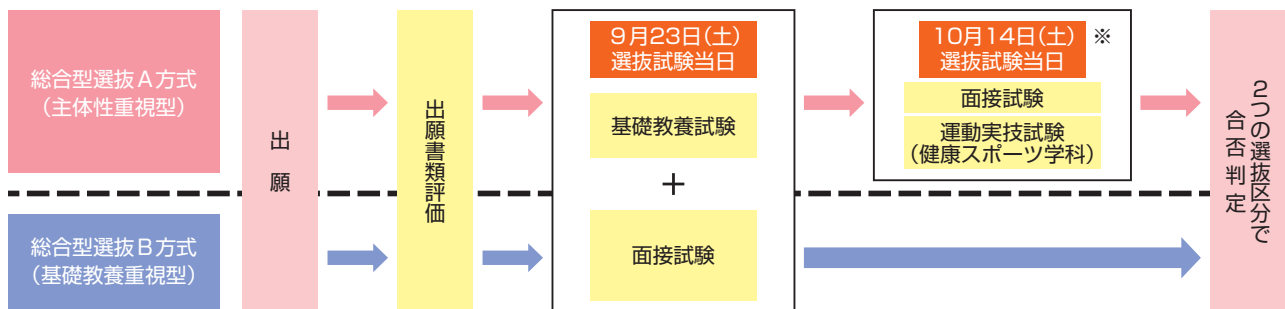 総合型選抜A方式
(主体性重視型)
総合型選抜B方式
(基礎教養重視型)
出願
出願書類評価
9月23日(土)
選抜試験当日
基礎教養試験
+
面接試験
10月14日(土) ※
選抜試験当日
面接試験
運動実技試験
(健康スポーツ学科)
2つの選抜区分で
合否判定